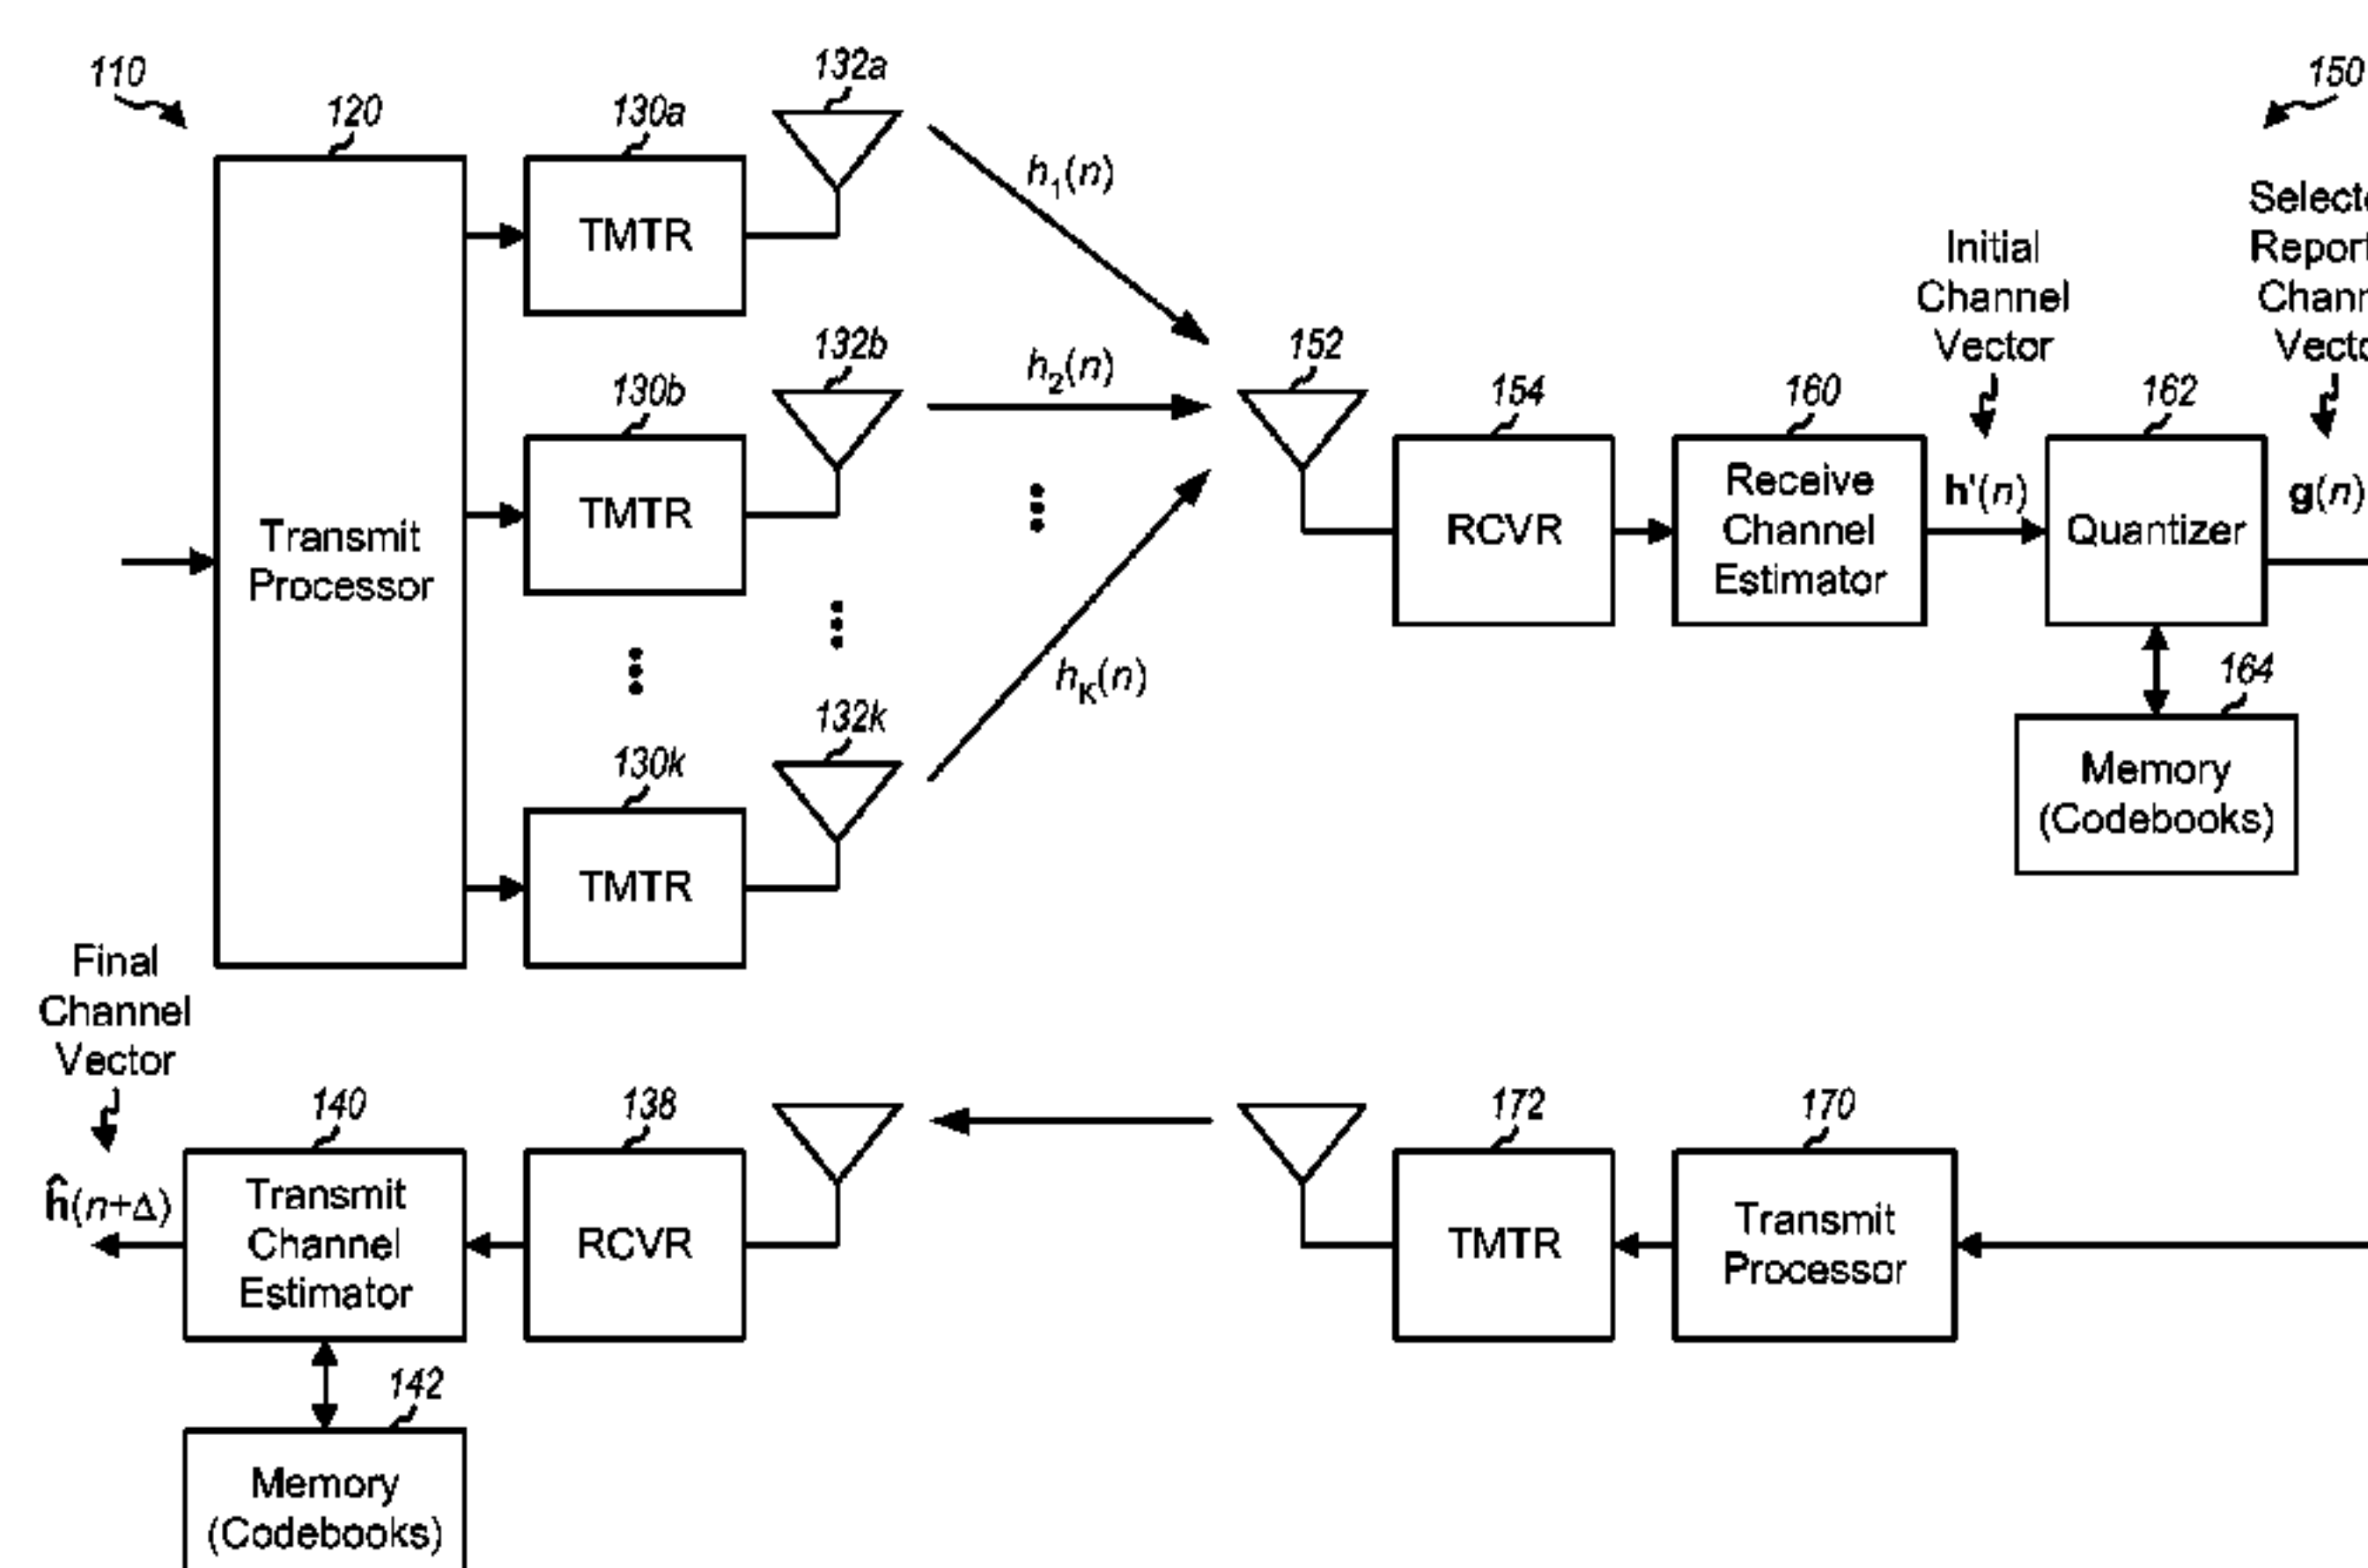 110
120
130a
132a
150
TMTR
h1(n)
Initial
Channel
Vector
130b
132b
h2(n)
152
154
160
162
Transmit
Processor
TMTR
RCVR
Receive
Channel
Estimator
h'(n)
Quantizer
g(n)
hK(n)
164
Memory
(Codebooks)
130k
132k
TMTR
Final
Channel
Vector
140
138
172
170
ĥ(n+Δ)
Transmit
Channel
Estimator
RCVR
TMTR
Transmit
Processor
142
Memory
(Codebooks)